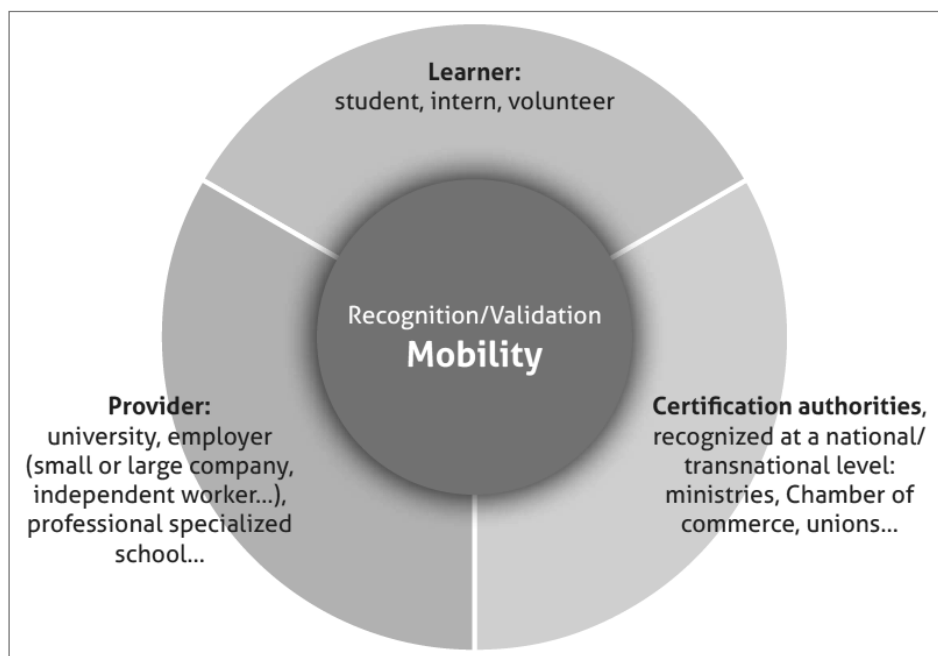 Learner:
student, intern, volunteer
Recognition/Validation
Mobility
Provider:
university, employer
(small or large company,
independent worker...),
professional specialized
school...
Certification authorities,
recognized at a national/
transnational level:
ministries, Chamber of
commerce, unions...